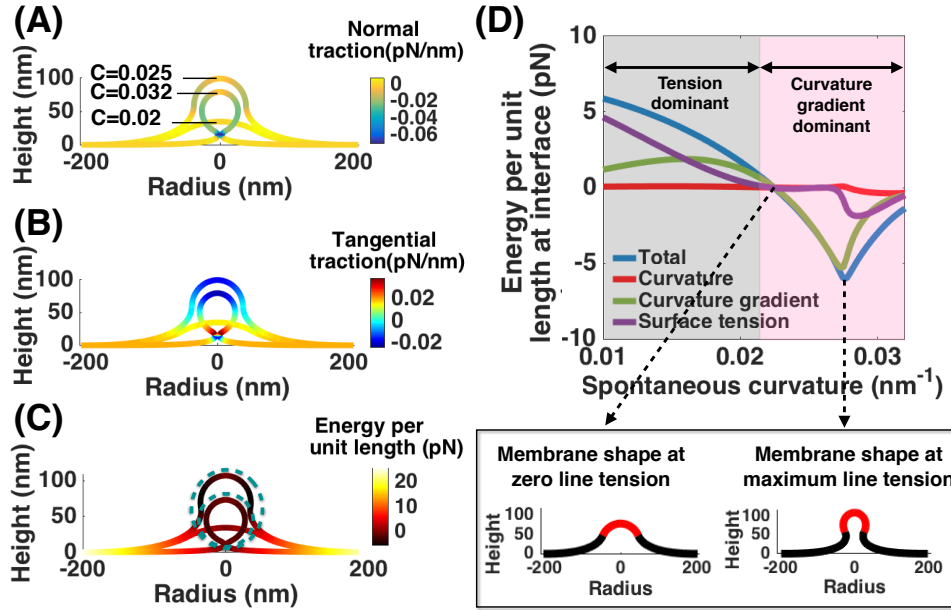 (A)
Normal
traction(pN/nm)
Height (nm)
100
50
0
C=0.025
C=0.032
C=0.02
0
-0.02
-0.04
-0.06
-200
0
200
Radius (nm)
(B)
Tangential
traction(pN/nm)
Height (nm)
100
50
0
0.02
0
-0.02
-200
0
200
Radius (nm)
(C)
Energy per
unit length (pN)
Height (nm)
100
50
0
20
10
0
-200
0
200
Radius (nm)
(D)
Energy per unit
length at interface (pN)
10
5
0
-5
-10
Tension
dominant
Curvature
gradient
dominant
Total
Curvature
Curvature gradient
Surface tension
0.01
0.02
0.03
Spontaneous curvature (nm-1)
Membrane shape at
zero line tension
Height
100
50
0
-200
0
200
Radius
Membrane shape at
maximum line tension
Height
100
50
0
-200
0
200
Radius